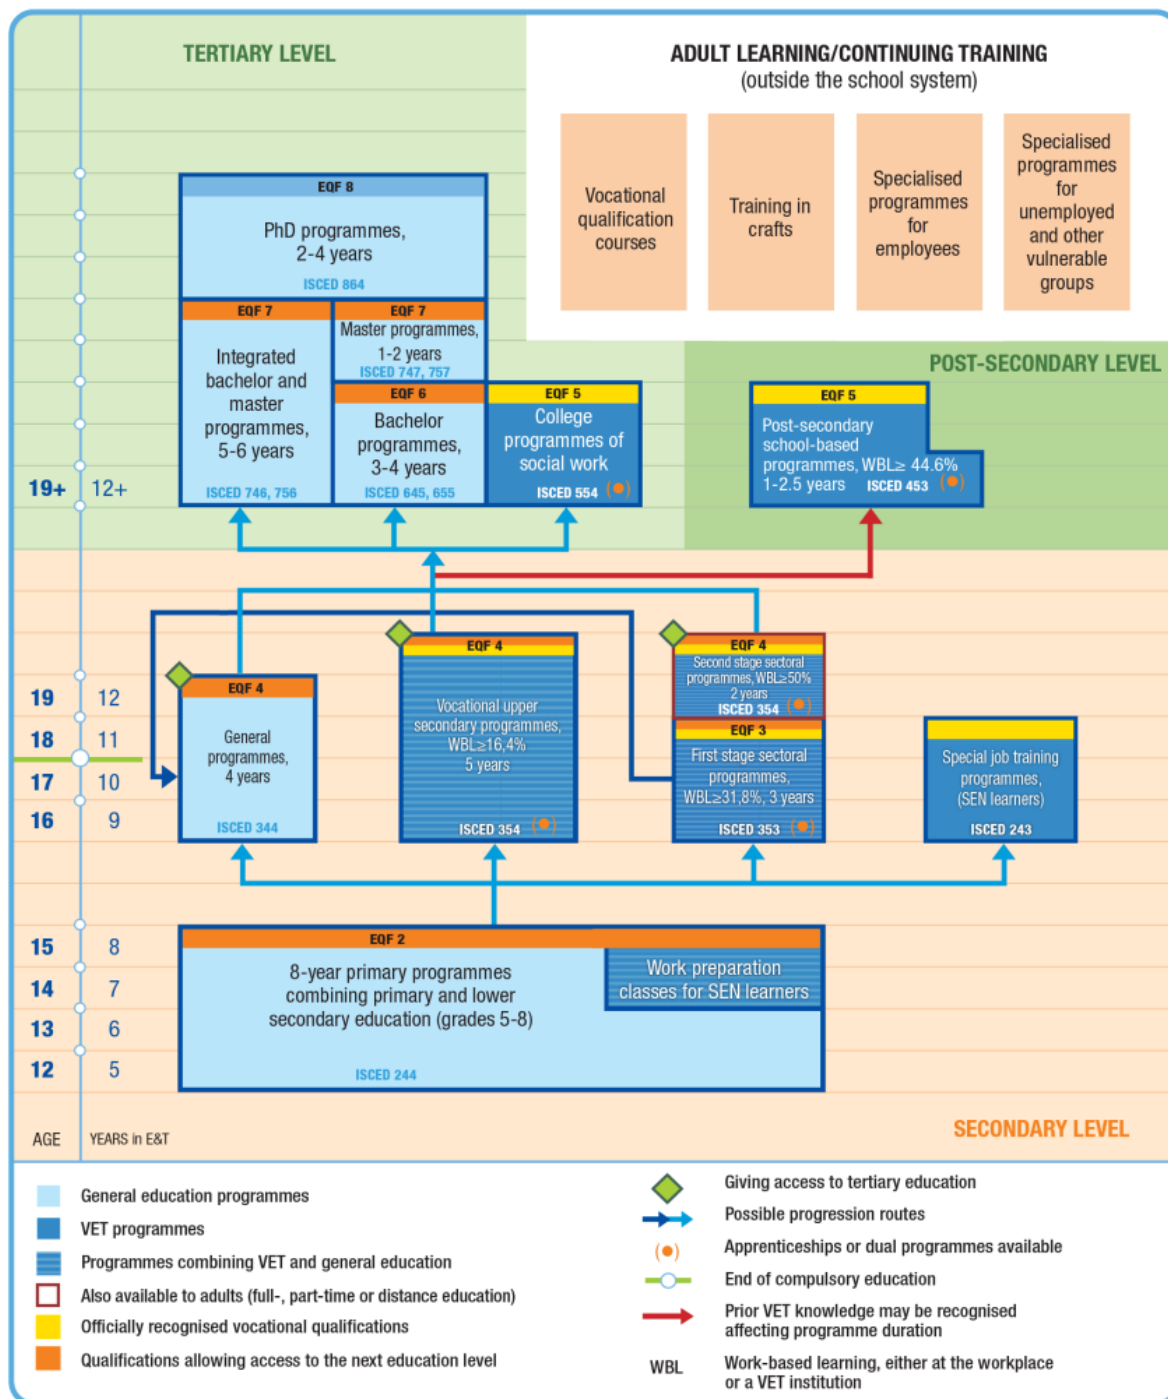 TERTIARY LEVEL
ADULT LEARNING/CONTINUING TRAINING
(outside the school system)
Vocational
qualification
courses
Training in
crafts
Specialised
programmes
for
employees
Specialised
programmes
for
unemployed
and other
vulnerable
groups
EQF 8
PhD programmes,
2-4 years
ISCED 864
EQF 7
Integrated
bachelor and
master
programmes,
5-6 years
ISCED 746, 756
EQF 7
Master programmes,
1-2 years
ISCED 747, 757
EQF 6
Bachelor
programmes,
3-4 years
ISCED 645, 655
EQF 5
College
programmes of
social work
ISCED 554
POST-SECONDARY LEVEL
EQF 5
Post-secondary
school-based
programmes, WBL≥ 44.6%
1-2.5 years ISCED 453
19+ 12+
EQF 4
General
programmes,
4 years
ISCED 344
EQF 4
Vocational upper
secondary programmes,
WBL≥16,4%
5 years
ISCED 354
EQF 4
Second stage sectoral
programmes, WBL≥50%
2 years
ISCED 354
EQF 3
First stage sectoral
programmes,
WBL≥31,8%, 3 years
ISCED 353
Special job training
programmes,
(SEN learners)
ISCED 243
19 12
18 11
17 10
16 9
EQF 2
8-year primary programmes
combining primary and lower
secondary education (grades 5-8)
ISCED 244
Work preparation
classes for SEN learners
15 8
14 7
13 6
12 5
AGE YEARS in E&T
SECONDARY LEVEL
General education programmes
VET programmes
Programmes combining VET and general education
Also available to adults (full-, part-time or distance education)
Officially recognised vocational qualifications
Qualifications allowing access to the next education level
Giving access to tertiary education
Possible progression routes
Apprenticeships or dual programmes available
End of compulsory education
Prior VET knowledge may be recognised
affecting programme duration
WBL Work-based learning, either at the workplace
or a VET institution